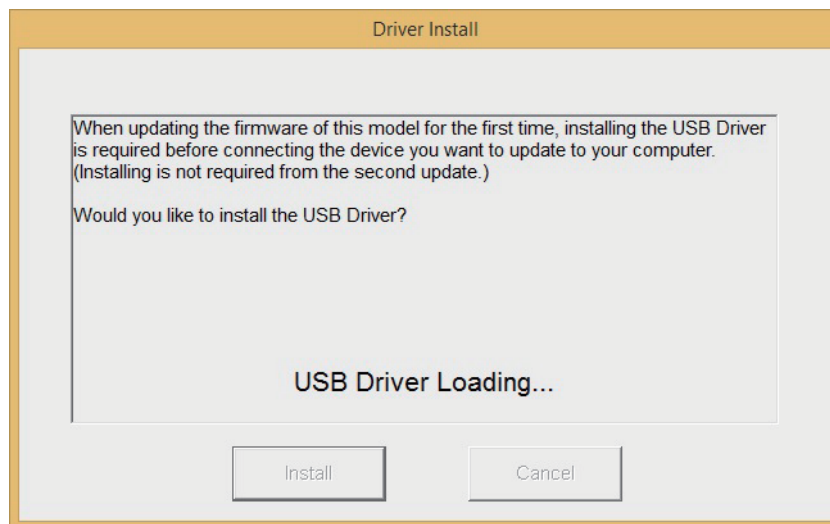 Driver Install
When updating the firmware of this model for the first time, installing the USB Driver
is required before connecting the device you want to update to your computer.
(Installing is not required from the second update.)
Would you like to install the USB Driver?
USB Driver Loading...
Install
Cancel